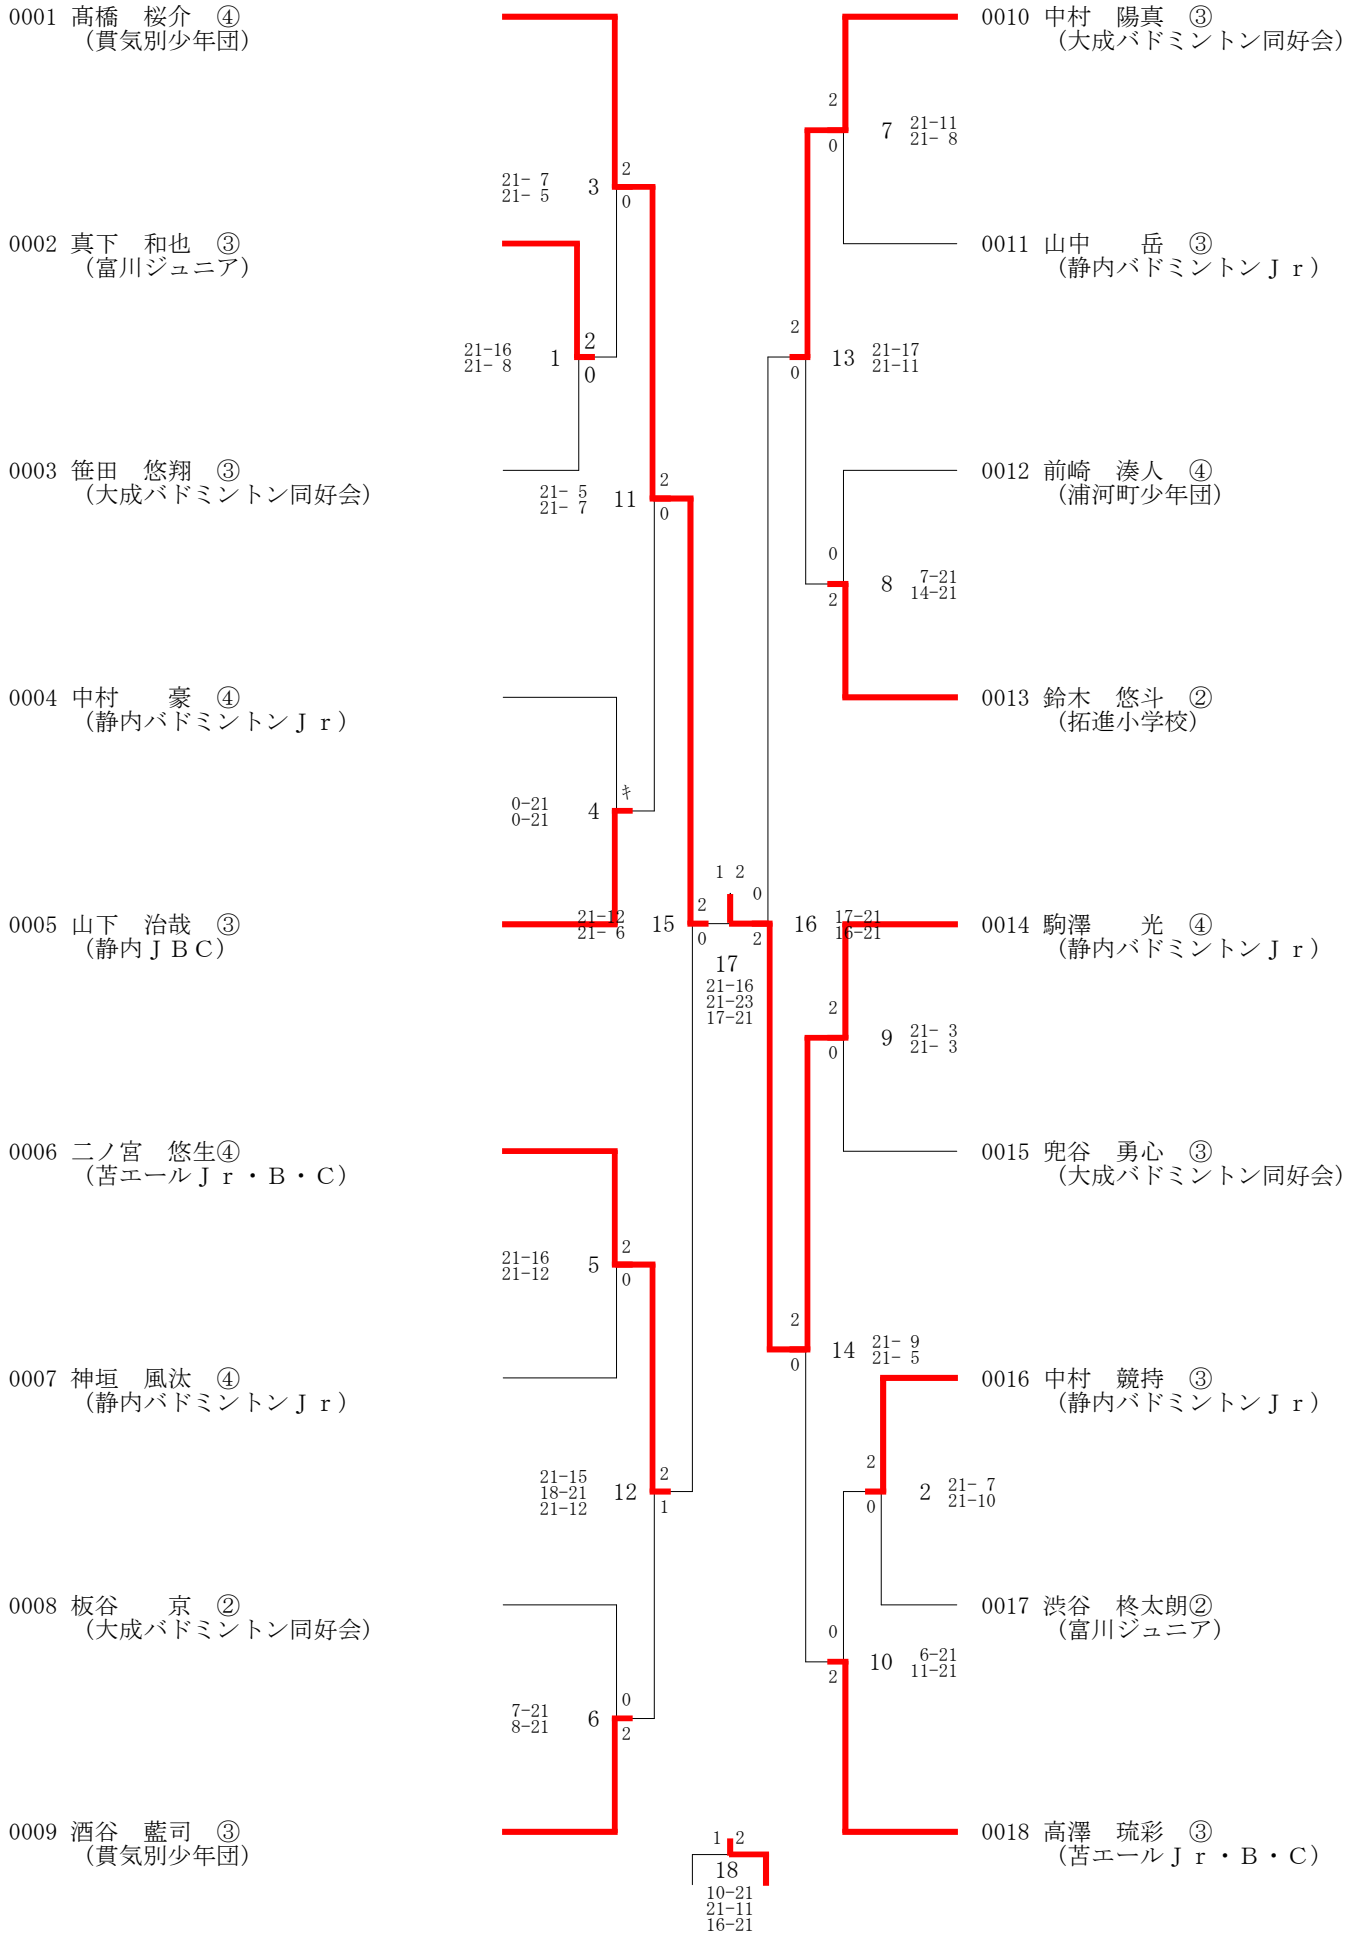 0001 髙橋　桜介　④
（貫気別少年団）
21- 7
21- 5
3
2
0
0002 真下　和也　③
（富川ジュニア）
21-16
21- 8
1
2
0
0003 笹田　悠翔　③
（大成バドミントン同好会）
21- 5
21- 7
11
2
0
0004 中村　　豪　④
（静内バドミントンＪｒ）
0-21
0-21
4
ｷ
0005 山下　治哉　③
（静内ＪＢＣ）
21-12
21- 6
15
2
0
0006 二ノ宮　悠生④
（苫エールＪｒ・Ｂ・Ｃ）
21-16
21-12
5
2
0
0007 神垣　風汰　④
（静内バドミントンＪｒ）
21-15
18-21
21-12
12
2
1
0008 板谷　　京　②
（大成バドミントン同好会）
7-21
8-21
6
0
2
0009 酒谷　藍司　③
（貫気別少年団）
1 2
17
21-16
21-23
17-21
1 2
18
10-21
21-11
16-21
0010 中村　陽真　③
（大成バドミントン同好会）
2
0
7
21-11
21- 8
0011 山中　　岳　③
（静内バドミントンＪｒ）
2
0
13
21-17
21-11
0012 前崎　湊人　④
（浦河町少年団）
0
2
8
7-21
14-21
0013 鈴木　悠斗　②
（拓進小学校）
0
2
16
17-21
16-21
0014 駒澤　　光　④
（静内バドミントンＪｒ）
2
0
9
21- 3
21- 3
0015 兜谷　勇心　③
（大成バドミントン同好会）
2
0
14
21- 9
21- 5
0016 中村　競持　③
（静内バドミントンＪｒ）
2
0
2
21- 7
21-10
0017 渋谷　柊太朗②
（富川ジュニア）
0
2
10
6-21
11-21
0018 高澤　琉彩　③
（苫エールＪｒ・Ｂ・Ｃ）